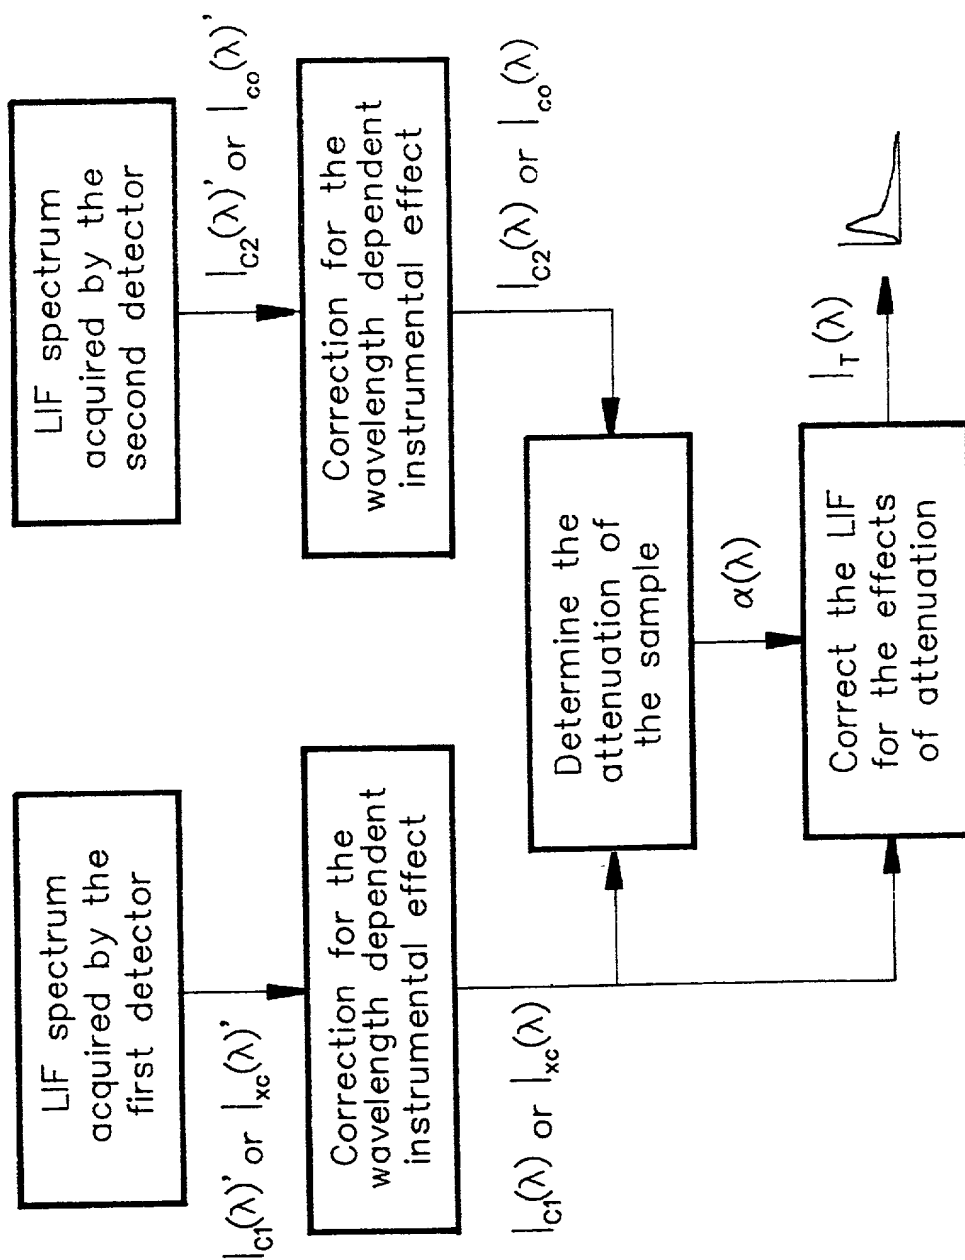 LIF spectrum
acquired by the
first detector
I_C1(λ)' or I_xc(λ)'
Correction for the
wavelength dependent
instrumental effect
I_C1(λ) or I_xc(λ)
LIF spectrum
acquired by the
second detector
I_C2(λ)' or I_co(λ)'
Correction for the
wavelength dependent
instrumental effect
I_C2(λ) or I_co(λ)
Determine the
attenuation of
the sample
α(λ)
Correct the LIF
for the effects
of attenuation
I_T(λ)